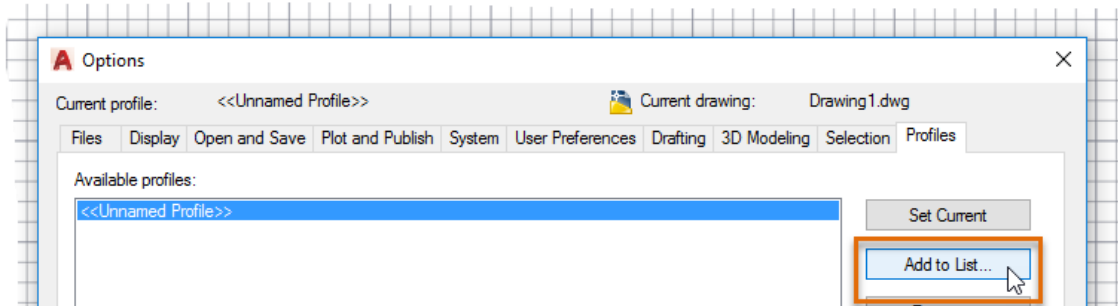 A Options
Current profile: <<Unnamed Profile>> Current drawing: Drawing1.dwg
Files Display Open and Save Plot and Publish System User Preferences Drafting 3D Modeling Selection Profiles
Available profiles:
<<Unnamed Profile>>
Set Current
Add to List...